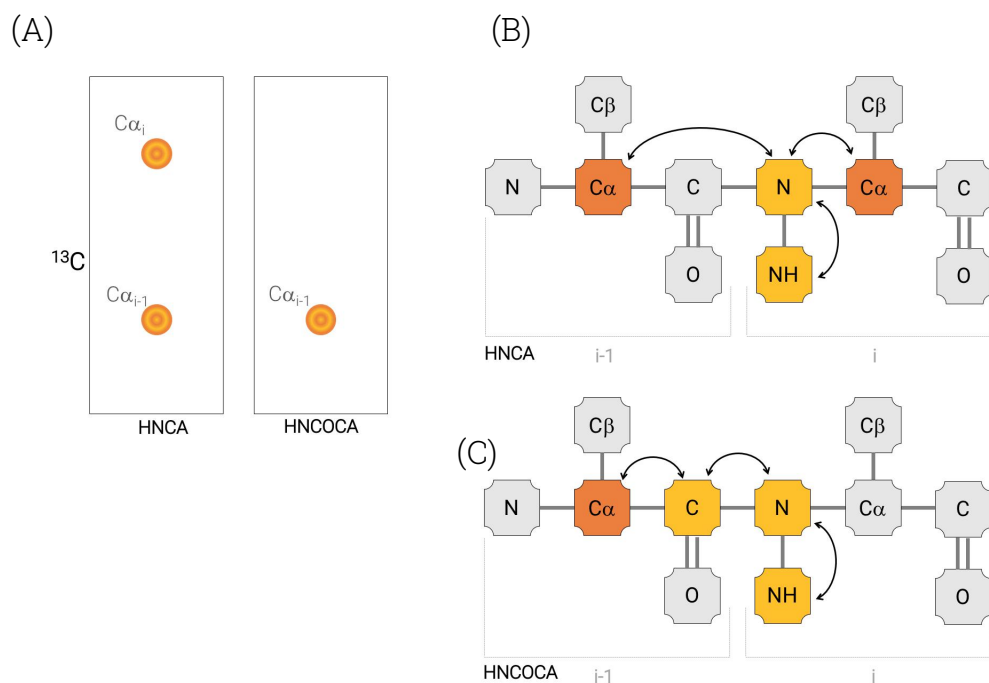 (A)
Cαi
¹³C
Cαi-1
Cαi-1
HNCA
HNCOCA
(B)
Cβ
Cβ
N
Cα
C
N
Cα
C
O
NH
O
HNCA
i-1
i
(C)
Cβ
Cβ
N
Cα
C
N
Cα
C
O
NH
O
HNCOCA
i-1
i